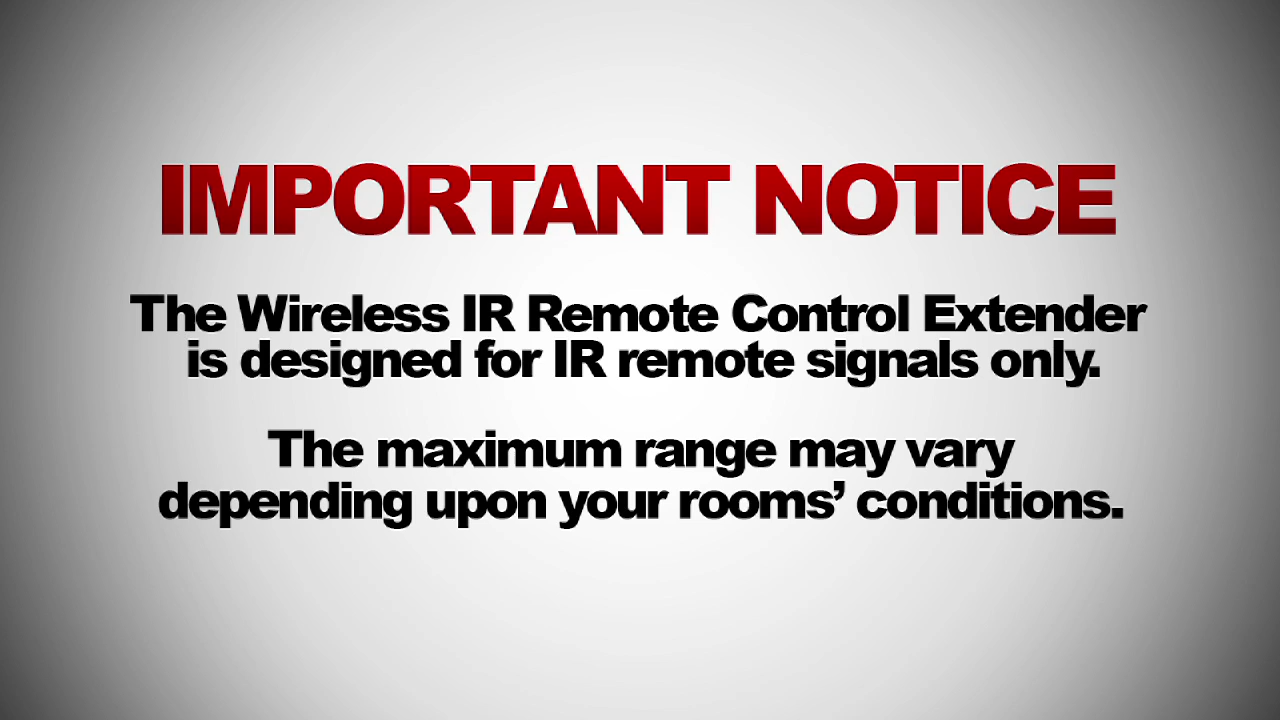 IMPORTANT NOTICE
The Wireless IR Remote Control Extender
is designed for IR remote signals only.
The maximum range may vary
depending upon your rooms’ conditions.